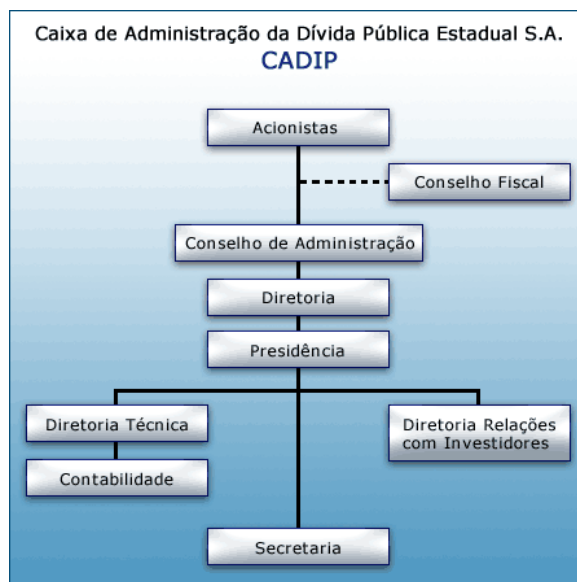 Caixa de Administração da Dívida Pública Estadual S.A.
CADIP
Acionistas
Conselho Fiscal
Conselho de Administração
Diretoria
Presidência
Diretoria Técnica
Diretoria Relações
com Investidores
Contabilidade
Secretaria